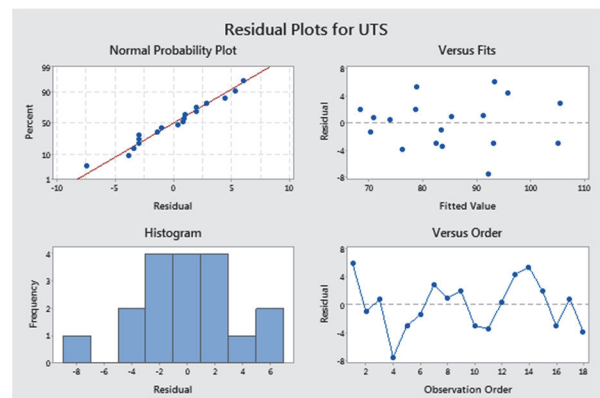 Residual Plots for UTS
Normal Probability Plot
99
90
50
10
1
Percent
-10 -5 0 5 10
Residual
Versus Fits
8
4
0
-4
-8
Residual
70 80 90 100 110
Fitted Value
Histogram
4
3
2
1
0
Frequency
-8 -6 -4 -2 0 2 4 6
Residual
Versus Order
8
4
0
-4
-8
Residual
2 4 6 8 10 12 14 16 18
Observation Order